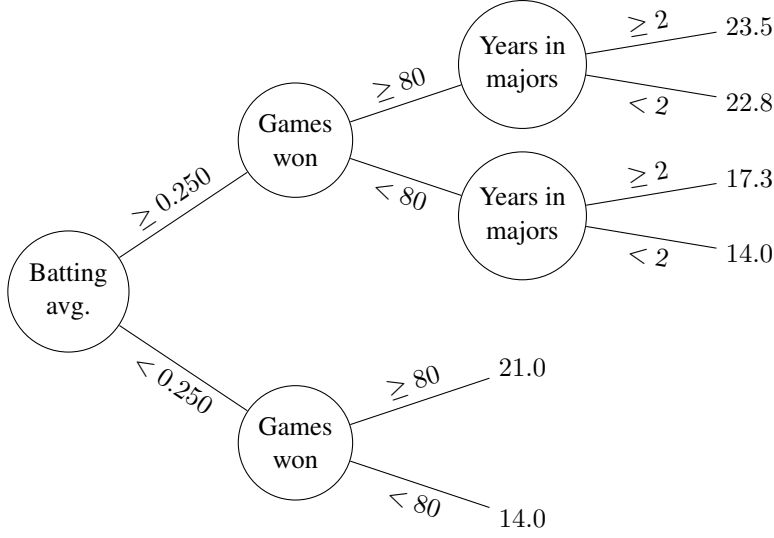 Batting
avg.
≥ 0.250
< 0.250
Games
won
≥ 80
< 80
Years in
majors
≥ 2
23.5
< 2
22.8
Years in
majors
≥ 2
17.3
< 2
14.0
Games
won
≥ 80
21.0
< 80
14.0